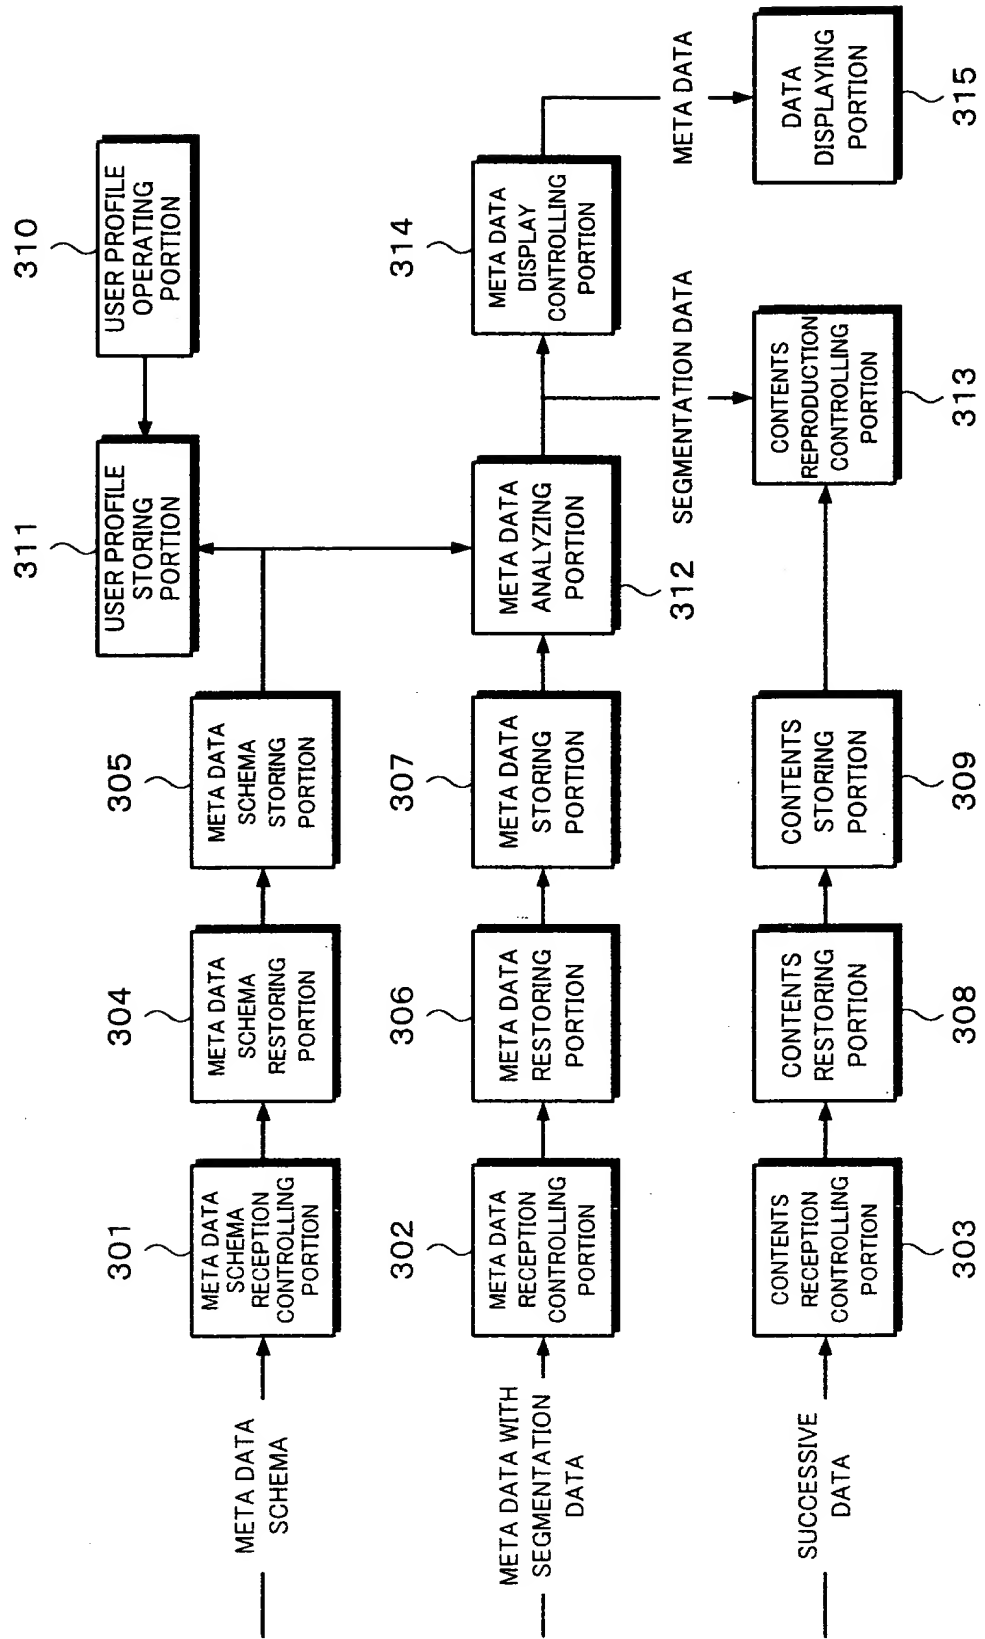 META DATA
SCHEMA
301
META DATA
SCHEMA
RECEPTION
CONTROLLING
PORTION
304
META DATA
SCHEMA
RESTORING
PORTION
305
META DATA
SCHEMA
STORING
PORTION
311
USER PROFILE
STORING
PORTION
310
USER PROFILE
OPERATING
PORTION
META DATA WITH
SEGMENTATION
DATA
302
META DATA
RECEPTION
CONTROLLING
PORTION
306
META DATA
RESTORING
PORTION
307
META DATA
STORING
PORTION
META DATA
ANALYZING
PORTION
312
314
META DATA
DISPLAY
CONTROLLING
PORTION
SEGMENTATION DATA
META DATA
SUCCESSIVE
DATA
CONTENTS
RECEPTION
CONTROLLING
PORTION
303
CONTENTS
RESTORING
PORTION
308
CONTENTS
STORING
PORTION
309
CONTENTS
REPRODUCTION
CONTROLLING
PORTION
313
DATA
DISPLAYING
PORTION
315